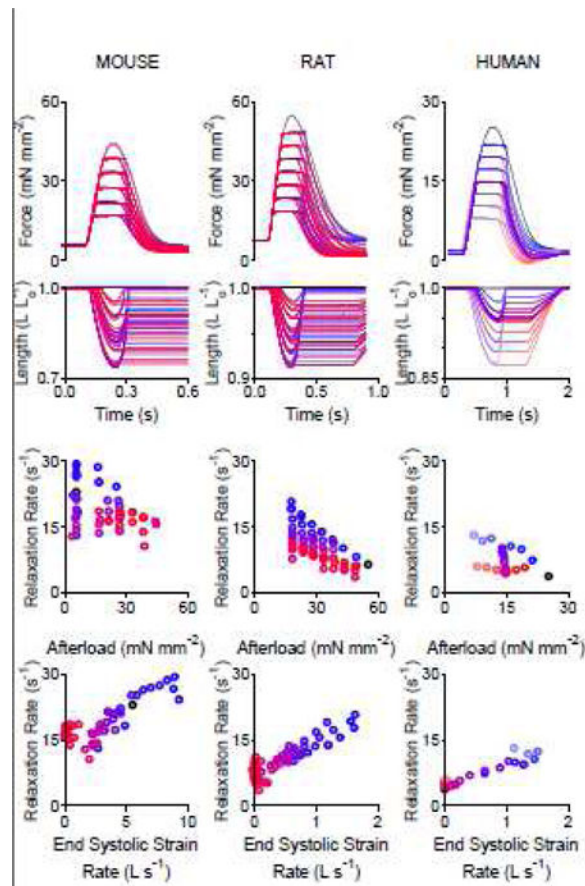 MOUSE RAT HUMAN
60 60 30
Force (mN mm-2) Force (mN mm-2) Force (mN mm-2)
30 30 15
0 0 0
1.0 1.0 1.0
Length (L Lo-1) Length (L Lo-1) Length (L Lo-1)
0.7 0.9 0.65
0.0 0.3 0.6 0.0 0.5 1.0 0 1 2
Time (s) Time (s) Time (s)
30 30 30
Relaxation Rate (s-1) Relaxation Rate (s-1) Relaxation Rate (s-1)
15 15 15
0 0 0
0 30 60 0 30 60 0 15 30
Afterload (mN mm-2) Afterload (mN mm-2) Afterload (mN mm-2)
30 30 30
Relaxation Rate (s-1) Relaxation Rate (s-1) Relaxation Rate (s-1)
15 15 15
0 0 0
0 5 10 0 1 2 0 1 2
End Systolic Strain End Systolic Strain End Systolic Strain
Rate (L s-1) Rate (L s-1) Rate (L s-1)